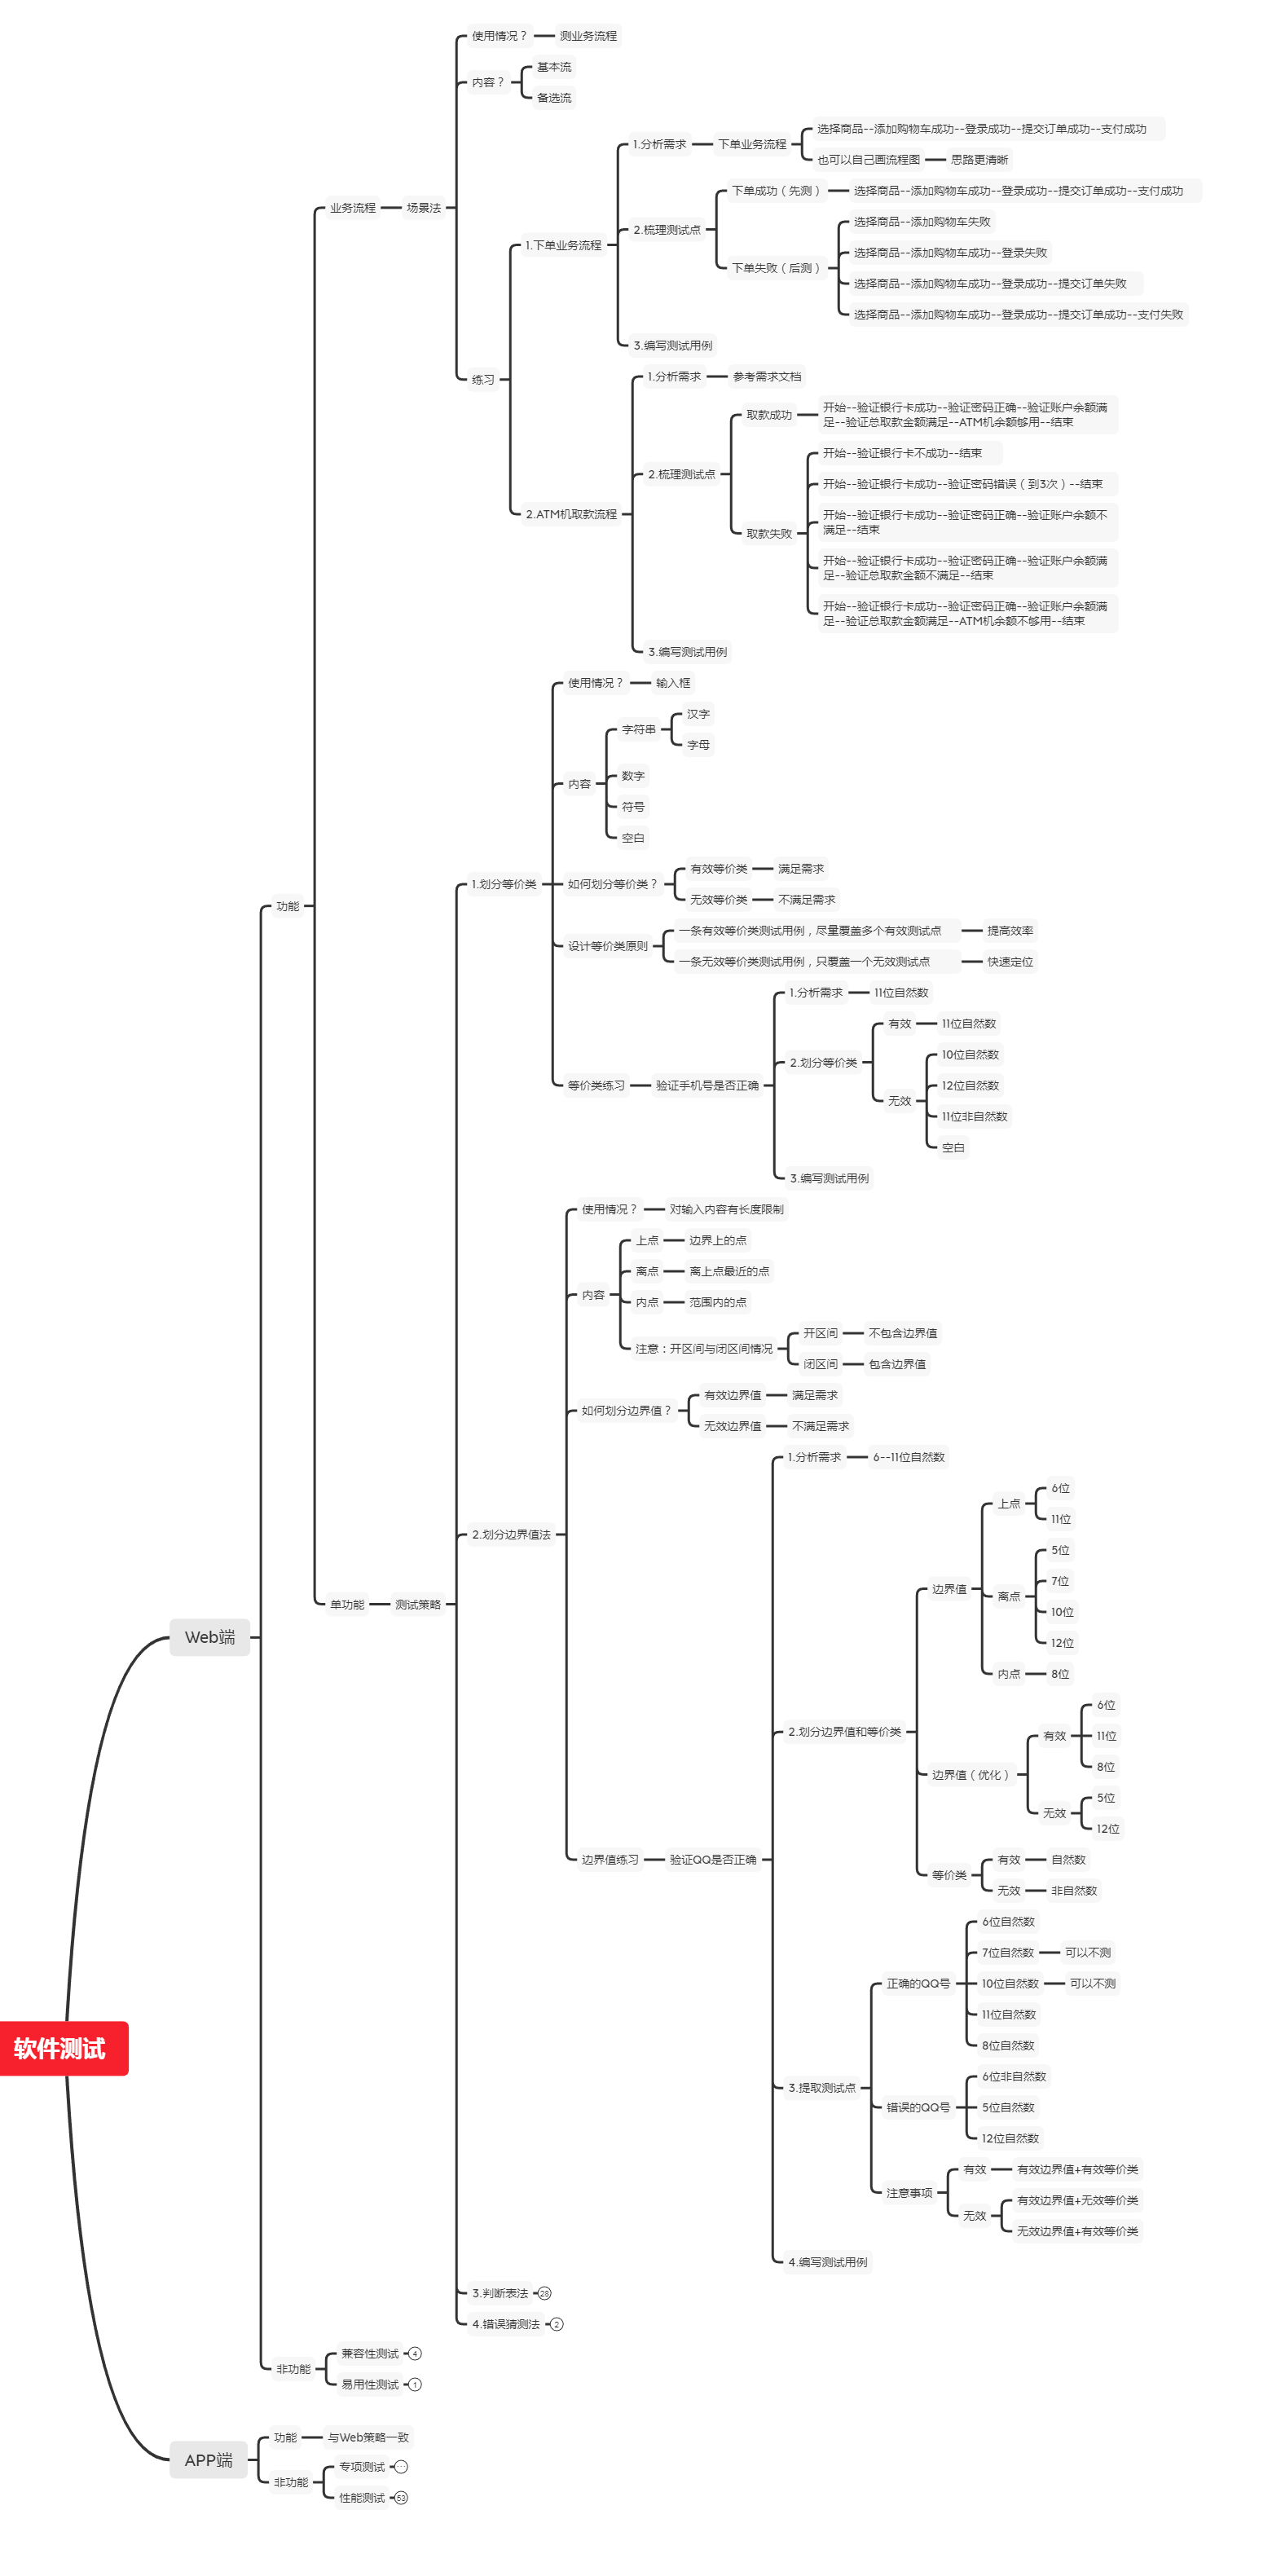 使用情况？
测业务流程
内容？
基本流
备选流
1.分析需求
下单业务流程
选择商品--添加购物车成功--登录成功--提交订单成功--支付成功
也可以自己画流程图
思路更清晰
业务流程
场景法
1.下单业务流程
2.梳理测试点
下单成功（先测）
选择商品--添加购物车成功--登录成功--提交订单成功--支付成功
下单失败（后测）
选择商品--添加购物车失败
选择商品--添加购物车成功--登录失败
选择商品--添加购物车成功--登录成功--提交订单失败
选择商品--添加购物车成功--登录成功--提交订单成功--支付失败
3.编写测试用例
练习
1.分析需求
参考需求文档
2.ATM机取款流程
2.梳理测试点
取款成功
开始--验证银行卡成功--验证密码正确--验证账户余额满
足--验证总取款金额满足--ATM机余额够用--结束
取款失败
开始--验证银行卡不成功--结束
开始--验证银行卡成功--验证密码错误（到3次）--结束
开始--验证银行卡成功--验证密码正确--验证账户余额不
满足--结束
开始--验证银行卡成功--验证密码正确--验证账户余额满
足--验证总取款金额不满足--结束
开始--验证银行卡成功--验证密码正确--验证账户余额满
足--验证总取款金额满足--ATM机余额不够用--结束
3.编写测试用例
功能
使用情况？
输入框
内容
字符串
汉字
字母
数字
符号
空白
1.划分等价类
如何划分等价类？
有效等价类
满足需求
无效等价类
不满足需求
设计等价类原则
一条有效等价类测试用例，尽量覆盖多个有效测试点
提高效率
一条无效等价类测试用例，只覆盖一个无效测试点
快速定位
等价类练习
验证手机号是否正确
1.分析需求
11位自然数
2.划分等价类
有效
11位自然数
无效
10位自然数
12位自然数
11位非自然数
空白
3.编写测试用例
使用情况？
对输入内容有长度限制
内容
上点
边界上的点
离点
离上点最近的点
内点
范围内的点
注意：开区间与闭区间情况
开区间
不包含边界值
闭区间
包含边界值
如何划分边界值？
有效边界值
满足需求
无效边界值
不满足需求
2.划分边界值法
单功能
测试策略
边界值练习
验证QQ是否正确
1.分析需求
6--11位自然数
2.划分边界值和等价类
边界值
上点
6位
11位
离点
5位
7位
10位
12位
内点
8位
边界值（优化）
有效
6位
11位
8位
无效
5位
12位
等价类
有效
自然数
无效
非自然数
3.提取测试点
正确的QQ号
6位自然数
7位自然数
可以不测
10位自然数
可以不测
11位自然数
8位自然数
错误的QQ号
6位非自然数
5位自然数
12位自然数
注意事项
有效
有效边界值+有效等价类
无效
有效边界值+无效等价类
无效边界值+有效等价类
4.编写测试用例
3.判断表法
28
4.错误猜测法
2
Web端
非功能
兼容性测试
4
易用性测试
1
软件测试
APP端
功能
与Web策略一致
非功能
专项测试
...
性能测试
53